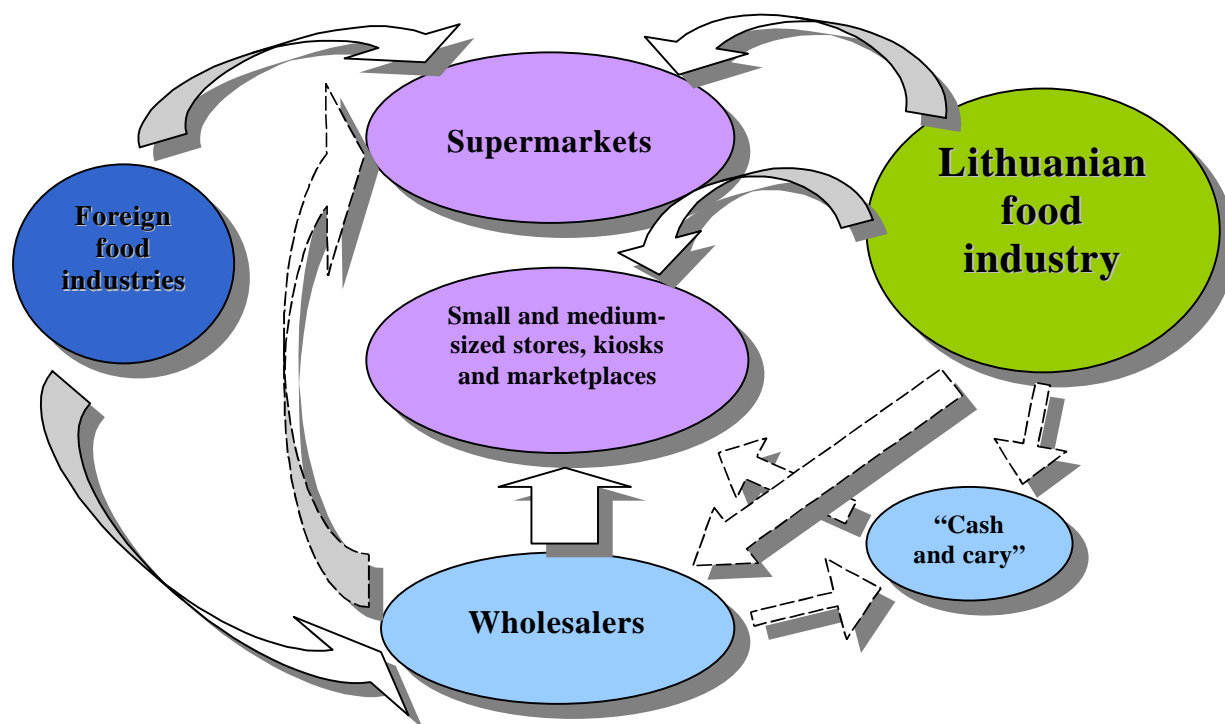 Supermarkets
Lithuanian
food
industry
Foreign
food
industries
Small and medium-
sized stores, kiosks
and marketplaces
“Cash
and cary”
Wholesalers